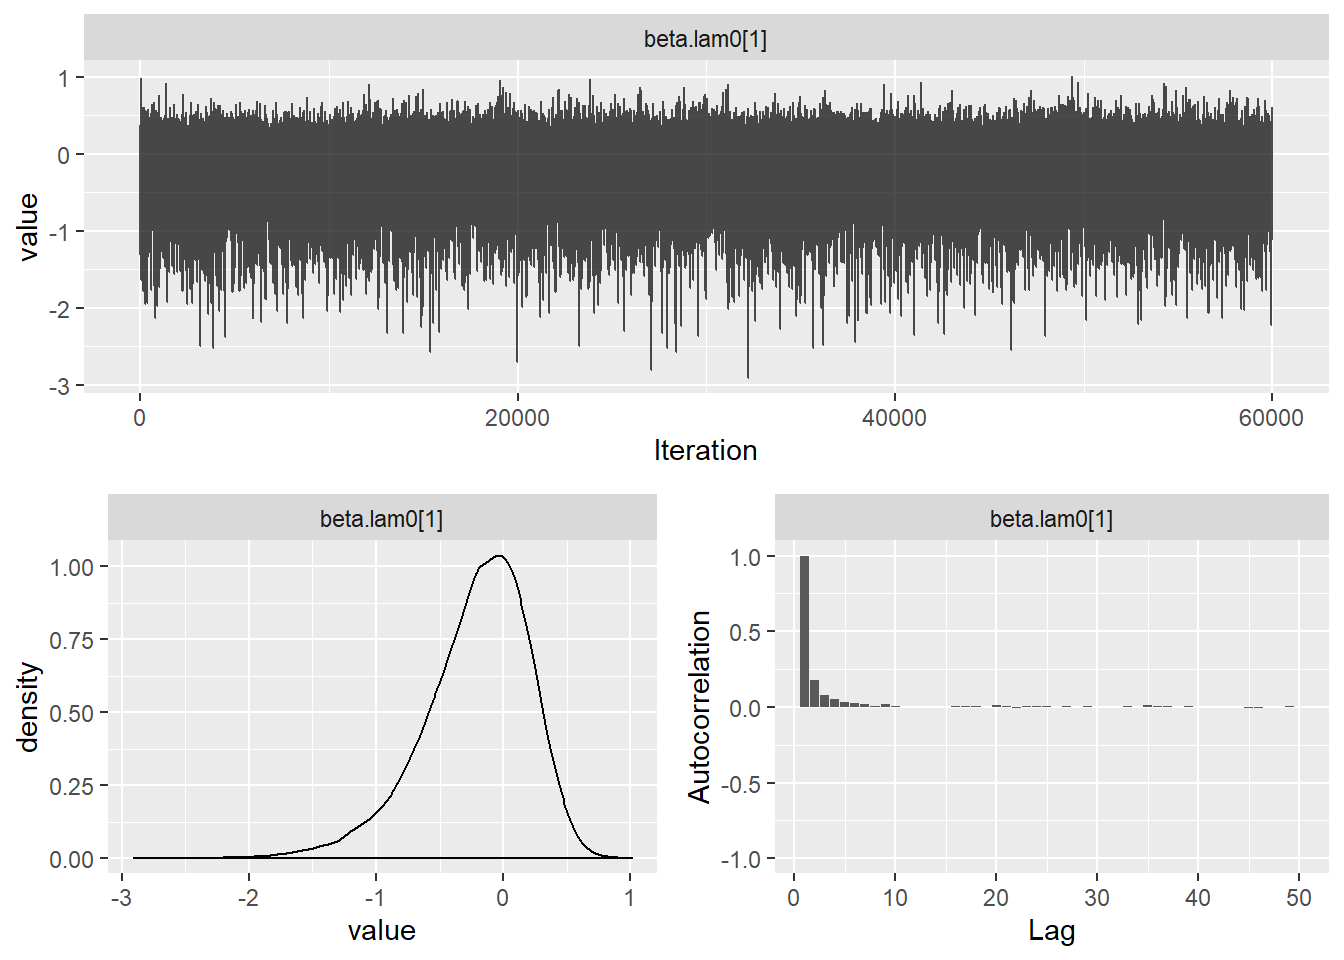 beta.lam0[1]
1
0
-1
-2
-3
value
0 20000 40000 60000
Iteration
beta.lam0[1]
1.00
0.75
0.50
0.25
0.00
density
-3 -2 -1 0 1
value
beta.lam0[1]
1.0
0.5
0.0
-0.5
-1.0
Autocorrelation
0 10 20 30 40 50
Lag